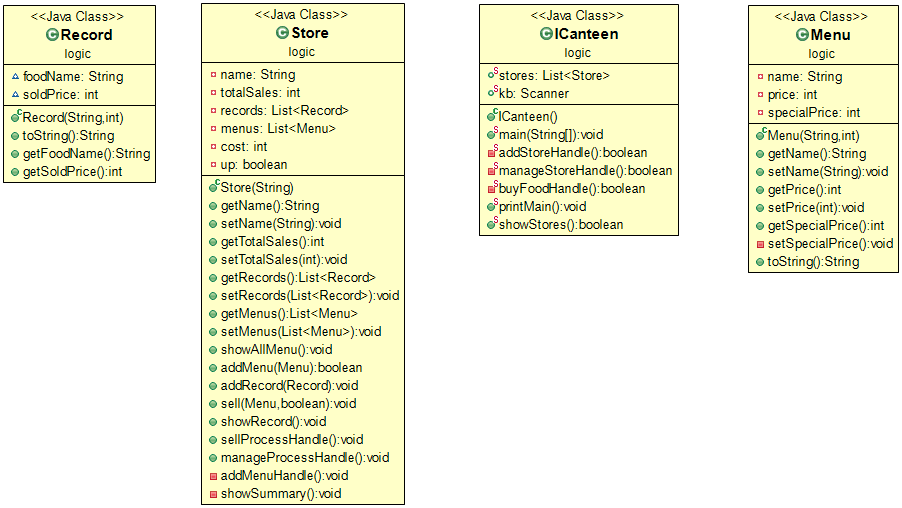 <<Java Class>>
Record
logic
foodName: String
soldPrice: int
Record(String,int)
toString():String
getFoodName():String
getSoldPrice():int
<<Java Class>>
Store
logic
name: String
totalSales: int
records: List<Record>
menus: List<Menu>
cost: int
up: boolean
Store(String)
getName():String
setName(String):void
getTotalSales():int
setTotalSales(int):void
getRecords():List<Record>
setRecords(List<Record>):void
getMenus():List<Menu>
setMenus(List<Menu>):void
showAllMenu():void
addMenu(Menu):boolean
addRecord(Record):void
sell(Menu,boolean):void
showRecord():void
sellProcessHandle():void
manageProcessHandle():void
addMenuHandle():void
showSummary():void
<<Java Class>>
ICanteen
logic
stores: List<Store>
kb: Scanner
ICanteen()
main(String[]):void
addStoreHandle():boolean
manageStoreHandle():boolean
buyFoodHandle():boolean
printMain():void
showStores():boolean
<<Java Class>>
Menu
logic
name: String
price: int
specialPrice: int
Menu(String,int)
getName():String
setName(String):void
getPrice():int
setPrice(int):void
getSpecialPrice():int
setSpecialPrice():void
toString():String